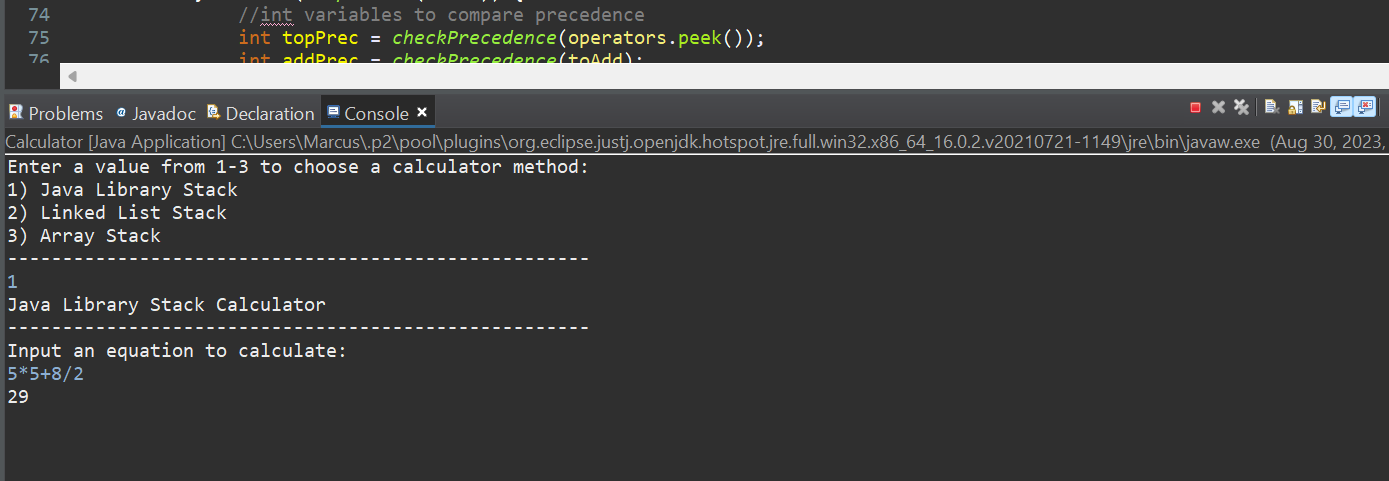 74 //int variables to compare precedence
75 int topPrec = checkPrecedence(operators.peek());
76 int addPrec = checkPrecedence(toAdd);
Problems Javadoc Declaration Console
Calculator [Java Application] C:\Users\Marcus\.p2\pool\plugins\org.eclipse.justj.openjdk.hotspot.jre.full.win32.x86_64_16.0.2.v20210721-1149\jre\bin\javaw.exe (Aug 30, 2023,
Enter a value from 1-3 to choose a calculator method:
1) Java Library Stack
2) Linked List Stack
3) Array Stack
-----------------------------------------------------
1
Java Library Stack Calculator
-----------------------------------------------------
Input an equation to calculate:
5*5+8/2
29